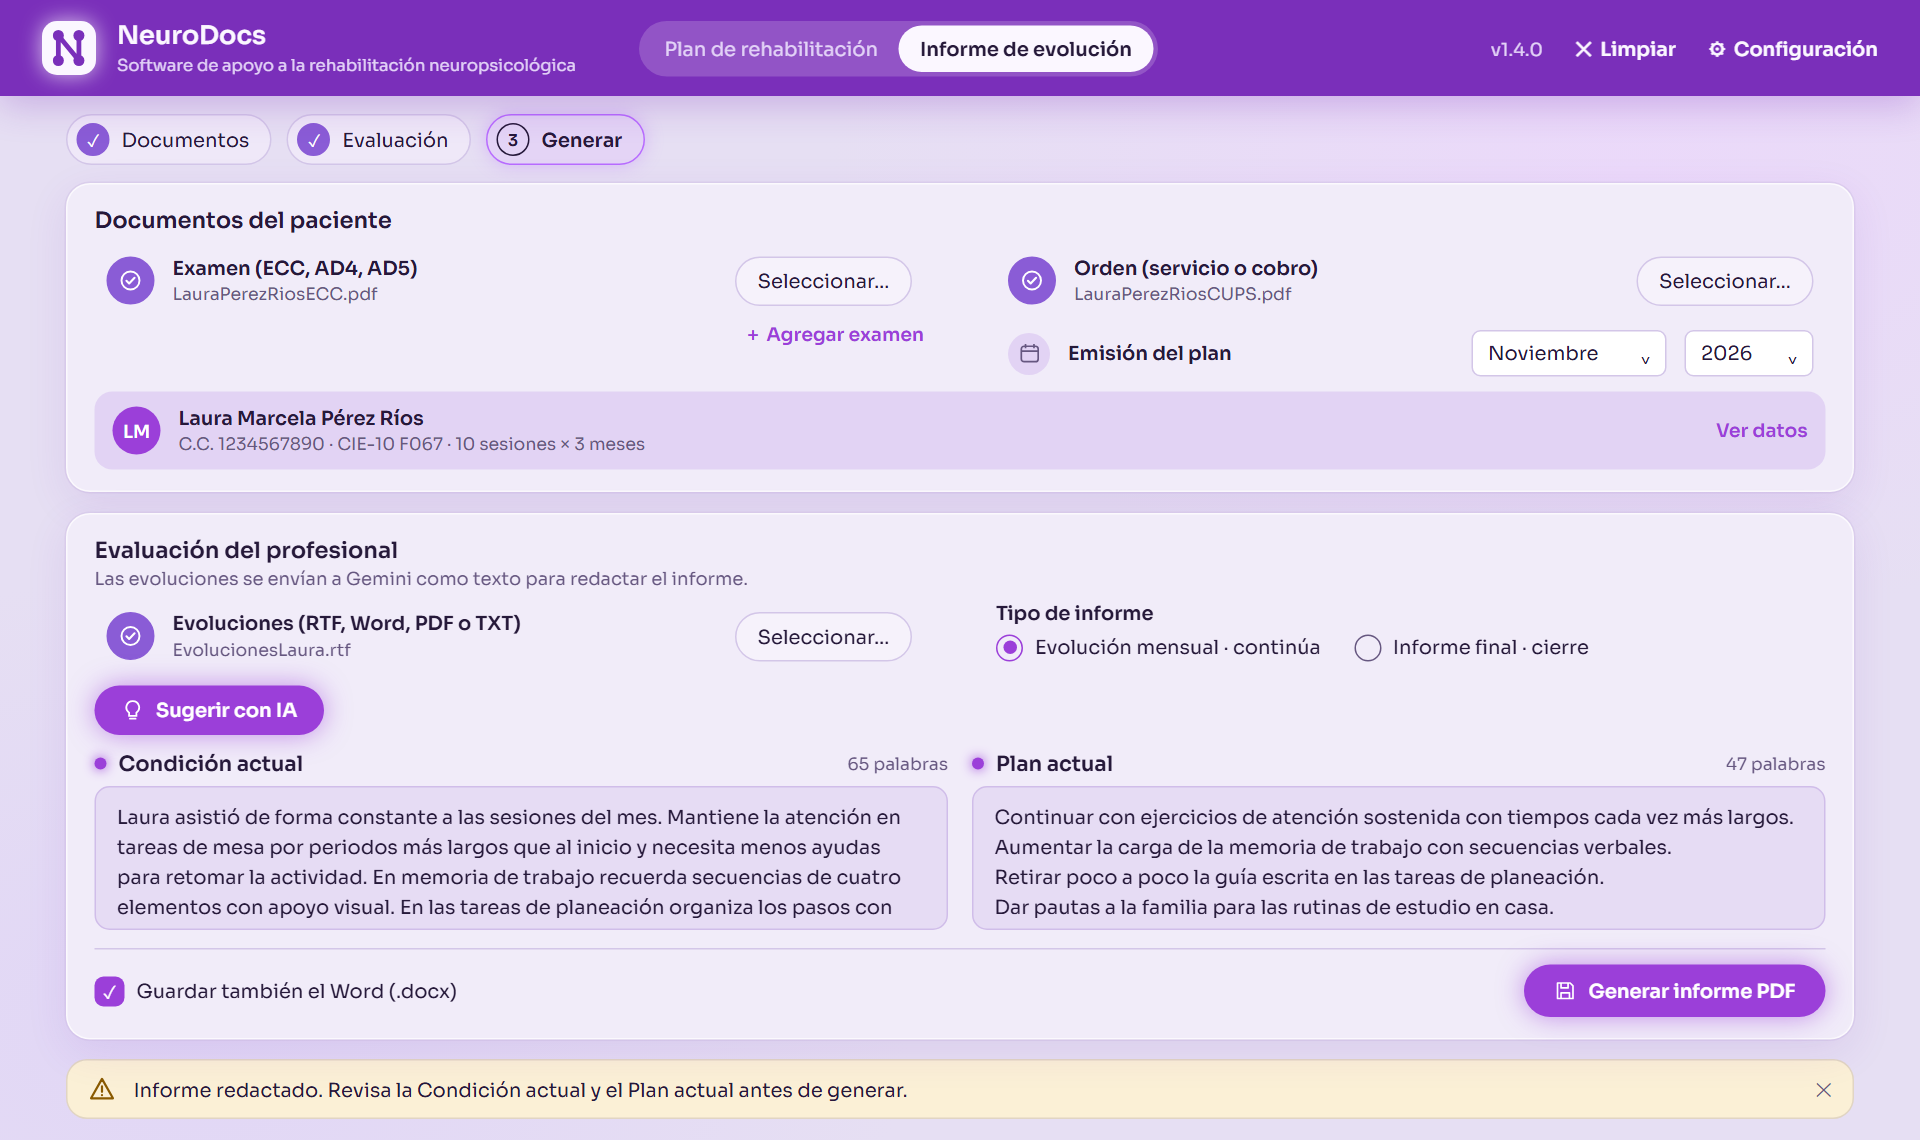 NeuroDocs
Software de apoyo a la rehabilitación neuropsicológica
Plan de rehabilitación
Informe de evolución
v1.4.0
Limpiar
Configuración
Documentos
Evaluación
3 Generar
Documentos del paciente
Examen (ECC, AD4, AD5)
LauraPerezRiosECC.pdf
Seleccionar...
+ Agregar examen
Orden (servicio o cobro)
LauraPerezRiosCUPS.pdf
Seleccionar...
Emisión del plan
Noviembre
2026
LM
Laura Marcela Pérez Ríos
C.C. 1234567890 · CIE-10 F067 · 10 sesiones × 3 meses
Ver datos
Evaluación del profesional
Las evoluciones se envían a Gemini como texto para redactar el informe.
Evoluciones (RTF, Word, PDF o TXT)
EvolucionesLaura.rtf
Seleccionar...
Tipo de informe
Evolución mensual · continúa
Informe final · cierre
Sugerir con IA
Condición actual
65 palabras
Laura asistió de forma constante a las sesiones del mes. Mantiene la atención en
tareas de mesa por periodos más largos que al inicio y necesita menos ayudas
para retomar la actividad. En memoria de trabajo recuerda secuencias de cuatro
elementos con apoyo visual. En las tareas de planeación organiza los pasos con
Plan actual
47 palabras
Continuar con ejercicios de atención sostenida con tiempos cada vez más largos.
Aumentar la carga de la memoria de trabajo con secuencias verbales.
Retirar poco a poco la guía escrita en las tareas de planeación.
Dar pautas a la familia para las rutinas de estudio en casa.
Guardar también el Word (.docx)
Generar informe PDF
Informe redactado. Revisa la Condición actual y el Plan actual antes de generar.